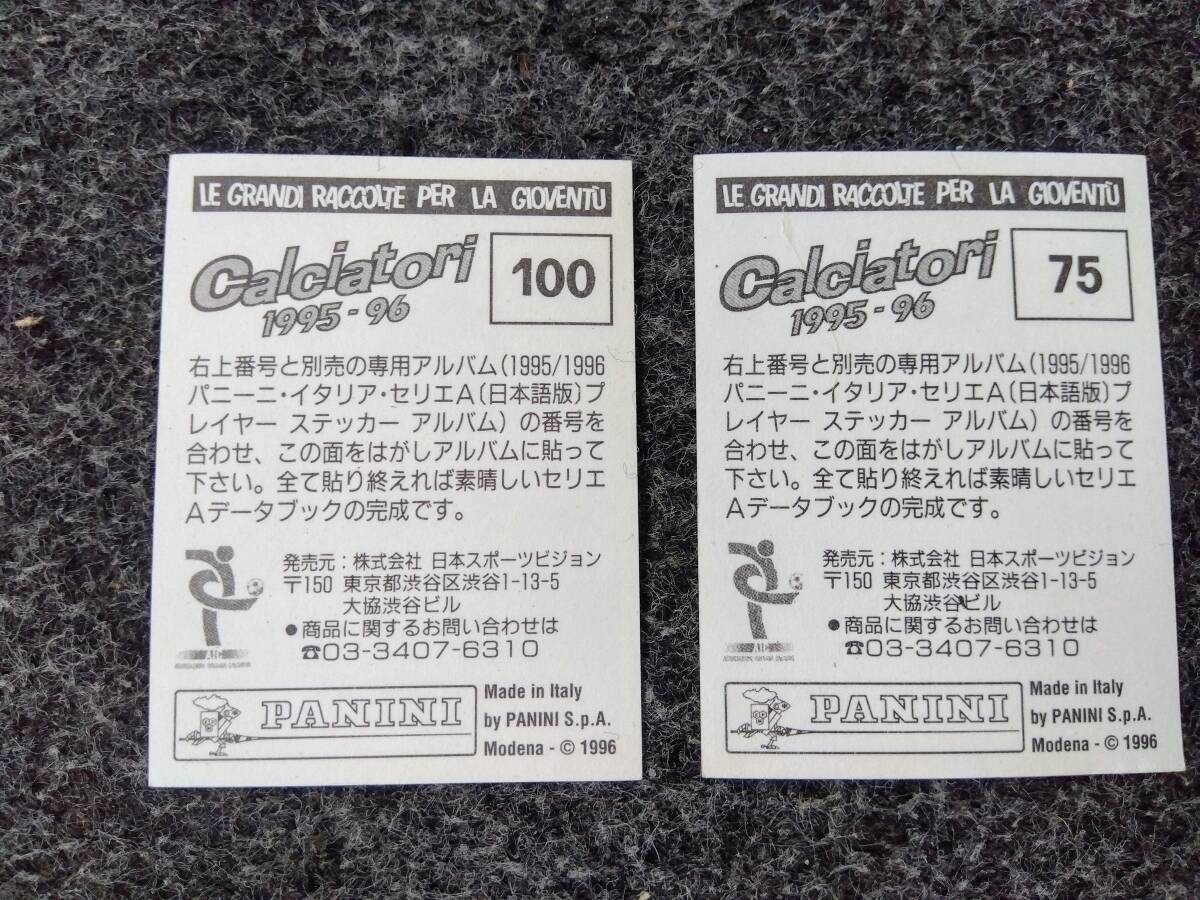 LE GRANDI RACCOLTE PER LA GIOVENTÙ
Calciatori
1995-96
100
右上番号と別売の専用アルバム(1995/1996
パニーニ・イタリア・セリエA〔日本語版〕プ
レイヤー ステッカー アルバム)の番号を
合わせ、この面をはがしアルバムに貼って
下さい。全て貼り終えれば素晴しいセリエ
Aデータブックの完成です。
発売元:株式会社 日本スポーツビジョン
〒150 東京都渋谷区渋谷1-13-5
大協渋谷ビル
●商品に関するお問い合わせは
☎03-3407-6310
AIC
PANINI
Made in Italy
by PANINI S.p.A.
Modena - © 1996
LE GRANDI RACCOLTE PER LA GIOVENTÙ
Calciatori
1995-96
75
右上番号と別売の専用アルバム(1995/1996
パニーニ・イタリア・セリエA〔日本語版〕プ
レイヤー ステッカー アルバム)の番号を
合わせ、この面をはがしアルバムに貼って
下さい。全て貼り終えれば素晴しいセリエ
Aデータブックの完成です。
発売元:株式会社 日本スポーツビジョン
〒150 東京都渋谷区渋谷1-13-5
大協渋谷ビル
●商品に関するお問い合わせは
☎03-3407-6310
AIC
PANINI
Made in Italy
by PANINI S.p.A.
Modena - © 1996